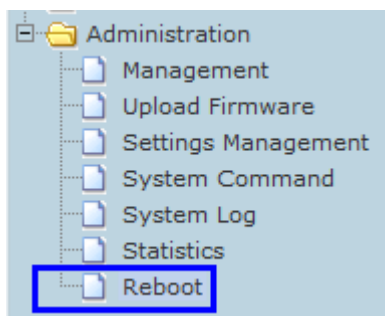 Administration
Management
Upload Firmware
Settings Management
System Command
System Log
Statistics
Reboot